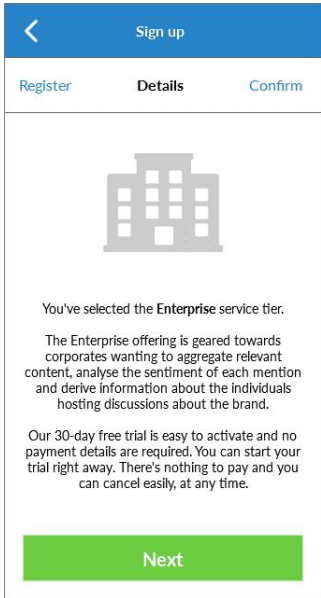 Sign up
Register Details Confirm
You've selected the Enterprise service tier.
The Enterprise offering is geared towards
corporates wanting to aggregate relevant
content, analyse the sentiment of each mention
and derive information about the individuals
hosting discussions about the brand.
Our 30-day free trial is easy to activate and no
payment details are required. You can start your
trial right away. There's nothing to pay and you
can cancel easily, at any time.
Next